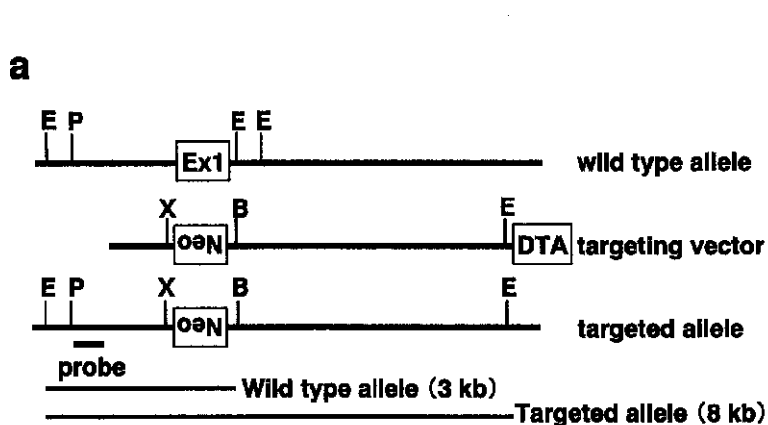 a
E P E E
Ex1 wild type allele
X B E
Neo DTA targeting vector
E P X B E
Neo targeted allele
probe
Wild type allele (3 kb)
Targeted allele (8 kb)